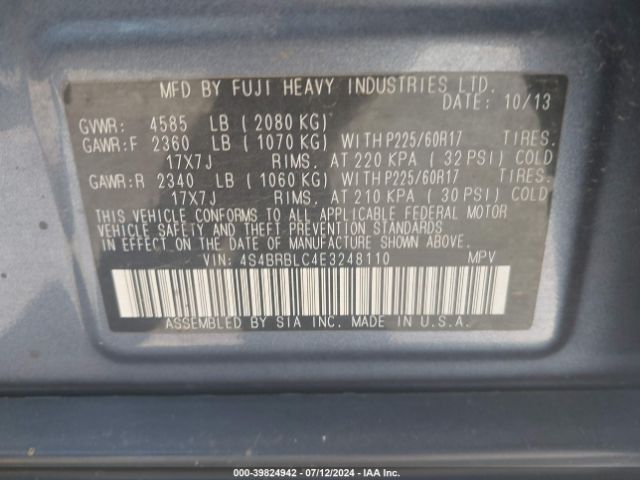 MFD BY FUJI HEAVY INDUSTRIES LTD.
DATE: 10/13
GVWR: 4585 LB ( 2080 KG)
GAWR:F 2360 LB ( 1070 KG) WITH P225/60R17 TIRES.
17X7J RIMS. AT 220 KPA ( 32 PSI) COLD
GAWR:R 2340 LB ( 1060 KG) WITH P225/60R17 TIRES.
17X7J RIMS. AT 210 KPA ( 30 PSI) COLD
THIS VEHICLE CONFORMS TO ALL APPLICABLE FEDERAL MOTOR
VEHICLE SAFETY AND THEFT PREVENTION STANDARDS
IN EFFECT ON THE DATE OF MANUFACTURE SHOWN ABOVE.
VIN: 4S4BRBLC4E3248110 MPV
ASSEMBLED BY SIA INC. MADE IN U.S.A.
© 000-39824942 - 07/12/2024 - IAAI.COM